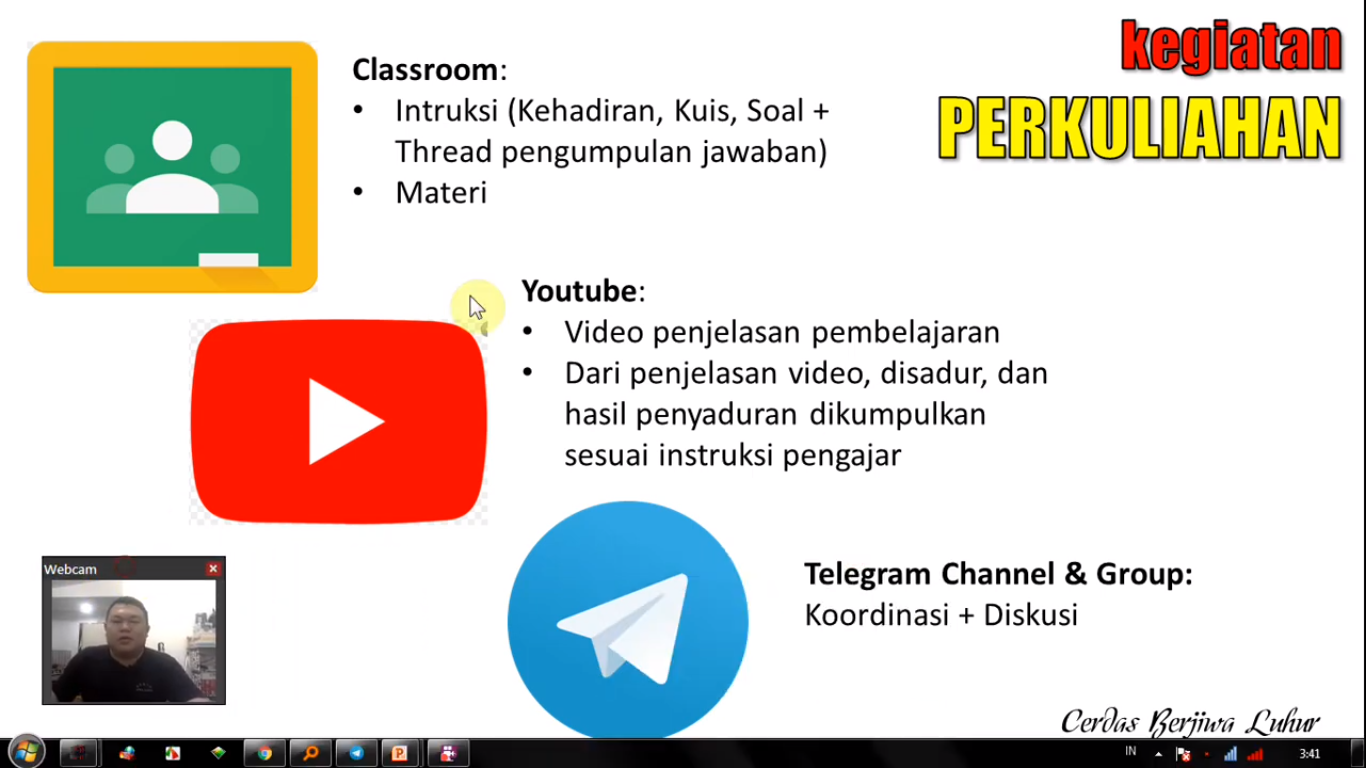 kegiatan
PERKULIAHAN
Classroom:
• Intruksi (Kehadiran, Kuis, Soal +
Thread pengumpulan jawaban)
• Materi
Youtube:
• Video penjelasan pembelajaran
• Dari penjelasan video, disadur, dan
hasil penyaduran dikumpulkan
sesuai instruksi pengajar
Telegram Channel & Group:
Koordinasi + Diskusi
Webcam
Cerdas Berjiwa Luhur
IN
3:41